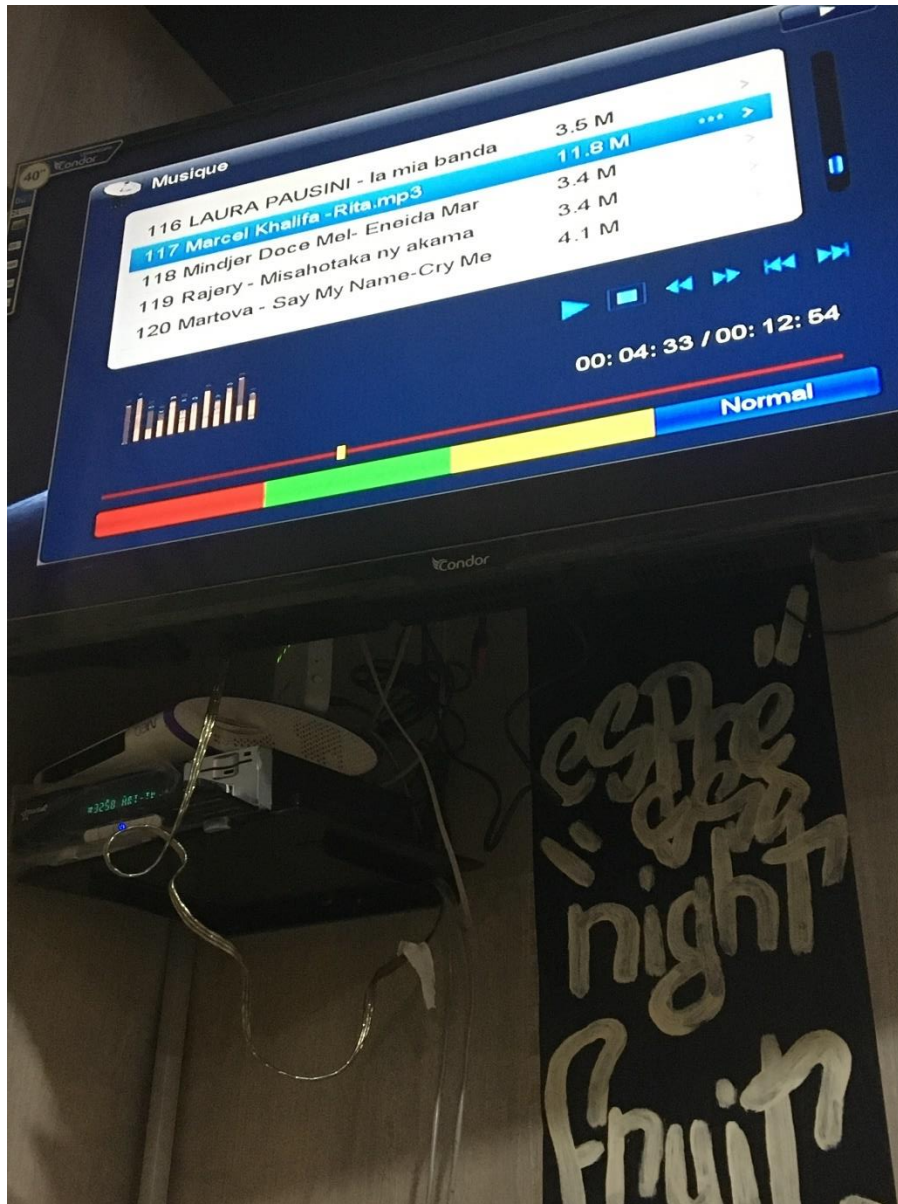 Condor
40"
Musique
116 LAURA PAUSINI - la mia banda 3.5 M
117 Marcel Khalifa -Rita.mp3 11.8 M
118 Mindjer Doce Mel- Eneida Mar 3.4 M
119 Rajery - Misahotaka ny akama 3.4 M
120 Martova - Say My Name-Cry Me 4.1 M
00: 04: 33 / 00: 12: 54
Normal
Condor
espre
sso
night
fruit